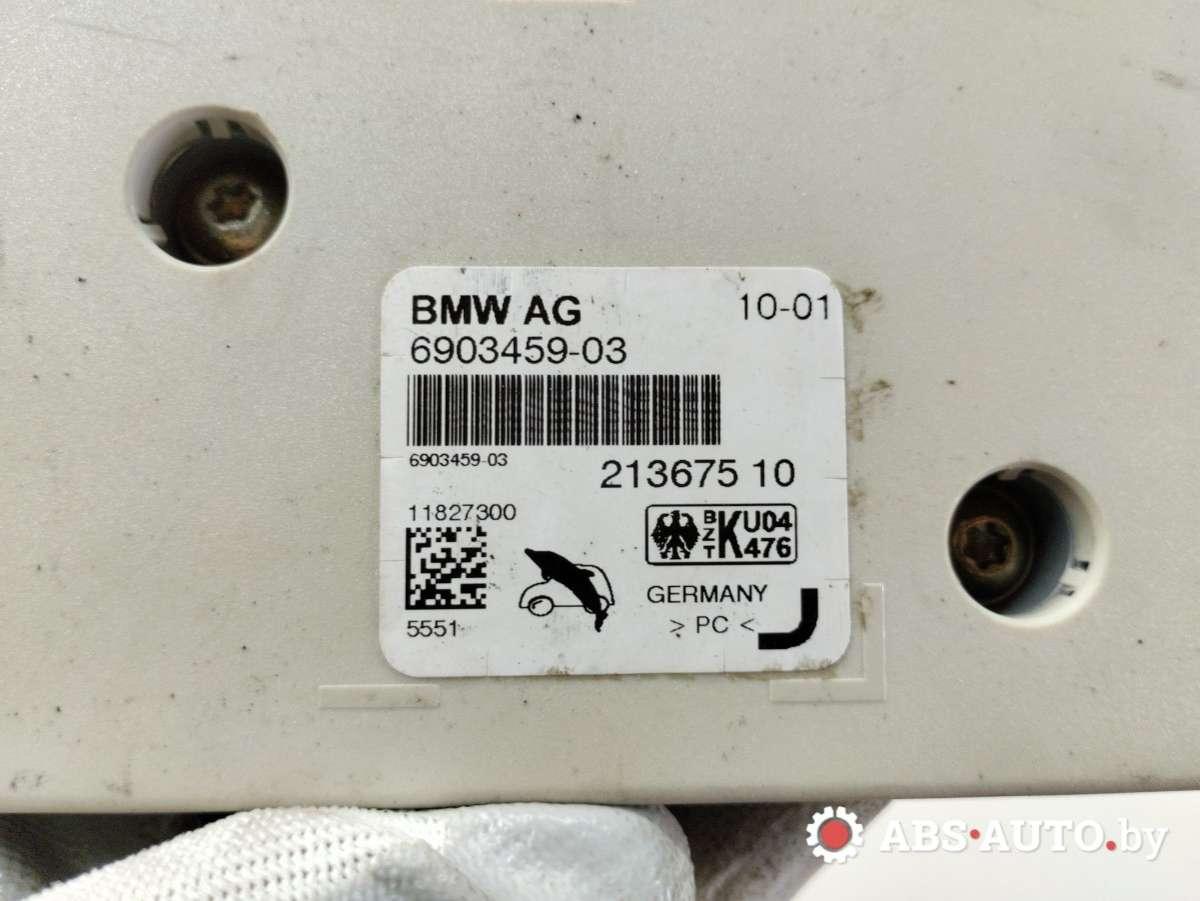 BMW AG 10-01
6903459-03
6903459-03
213675 10
11827300
BZT K U04 476
GERMANY
5551
> PC <
ABS·AUTO.by